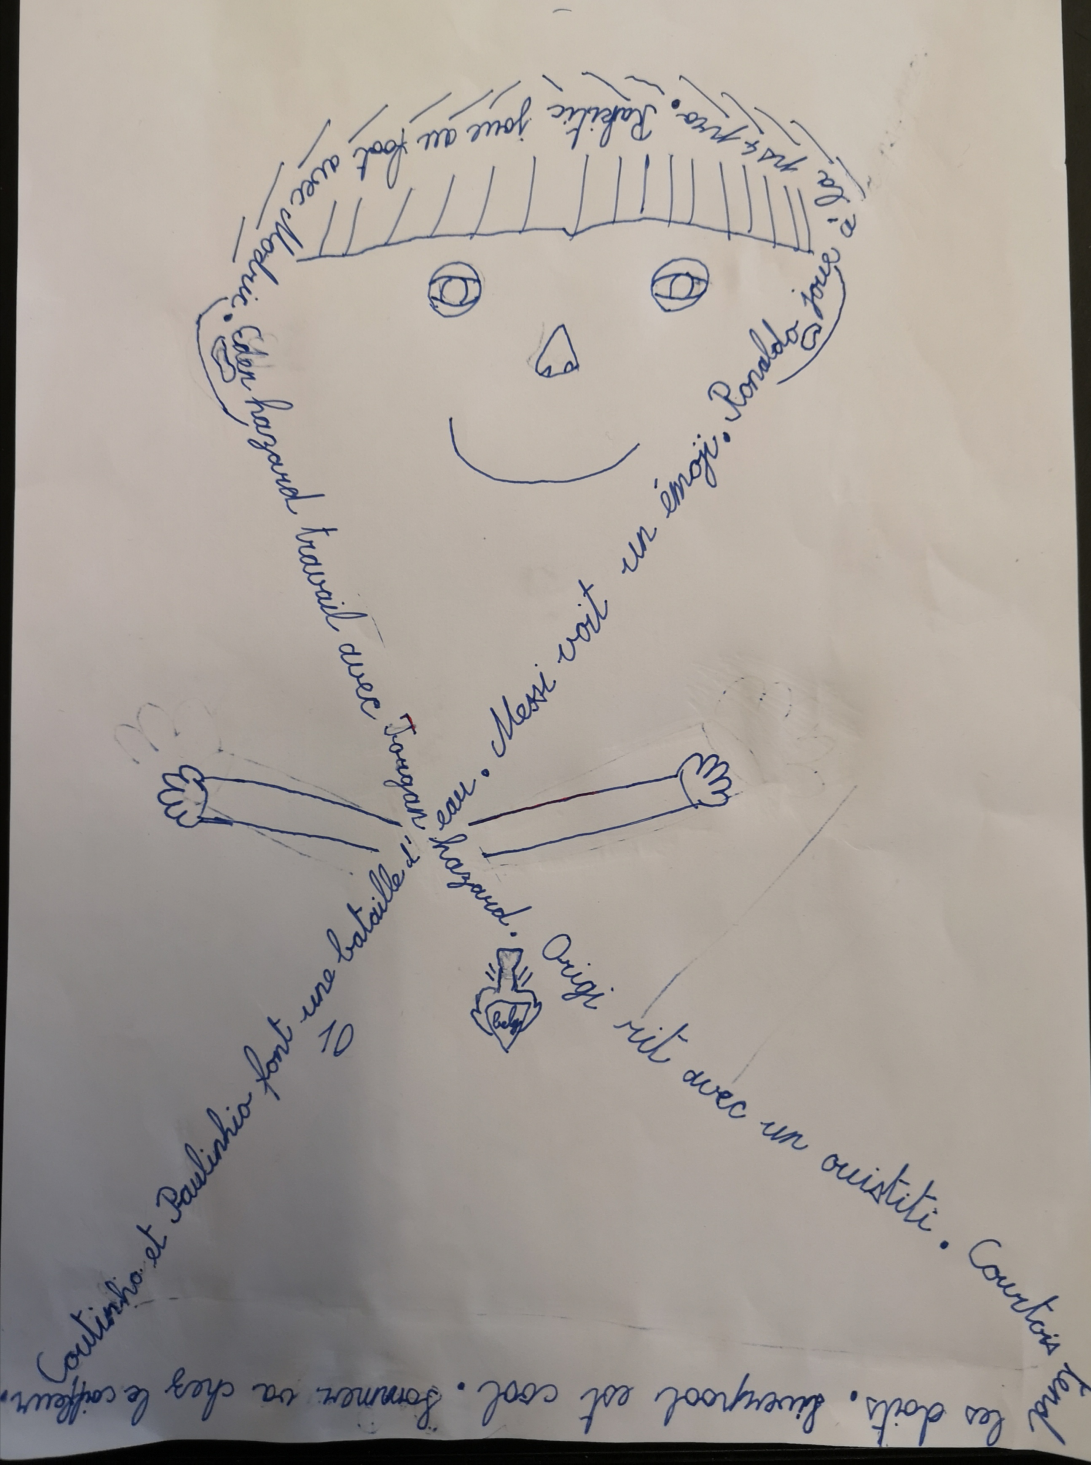 Coutinho et Paulinhio font une bataille d'
eau. Messi voit un émoji. Ronaldo joue à
la ps4 pro. Rakitic joue au foot avec Modric.
Eden hazard travail avec Torgan hazard.
Origi rit avec un ouistiti. Courtois tend
les doits. Liverpool est cool. Sommer va chez le coiffeur.